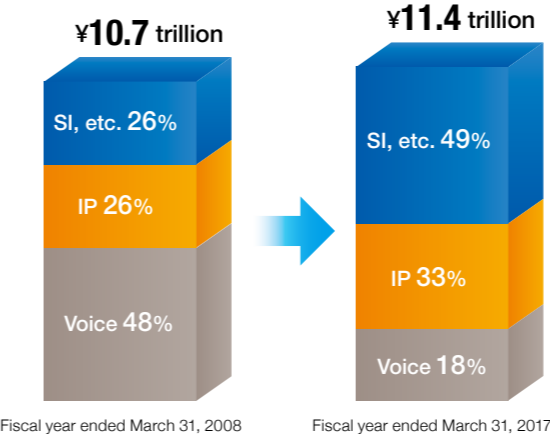 ¥10.7 trillion
SI, etc. 26%
IP 26%
Voice 48%
Fiscal year ended March 31, 2008
¥11.4 trillion
SI, etc. 49%
IP 33%
Voice 18%
Fiscal year ended March 31, 2017